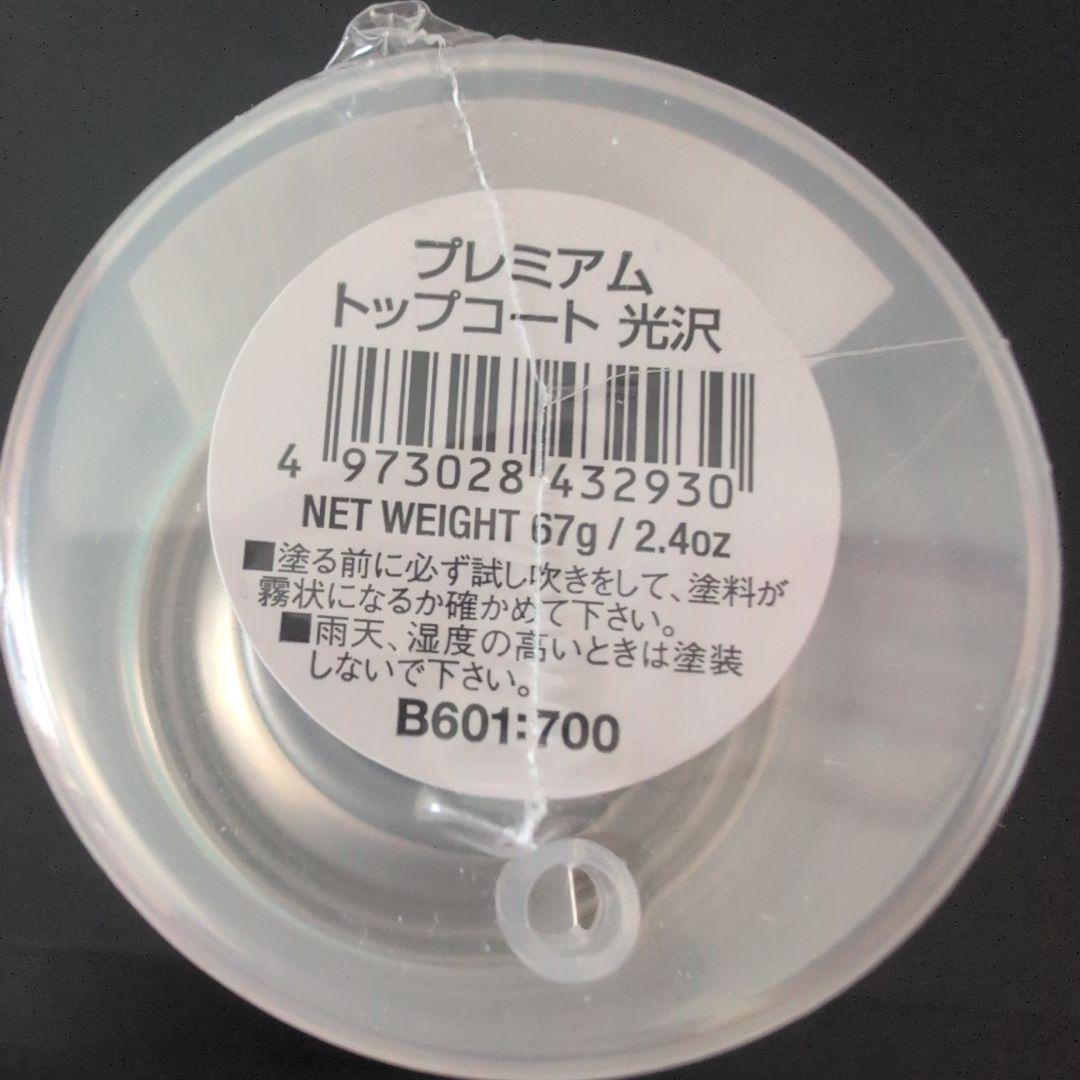 プレミアム
トップコート 光沢
4 973028 432930
NET WEIGHT 67g / 2.4oz
■塗る前に必ず試し吹きをして、塗料が
霧状になるか確かめて下さい。
■雨天、湿度の高いときは塗装
しないで下さい。
B601:700